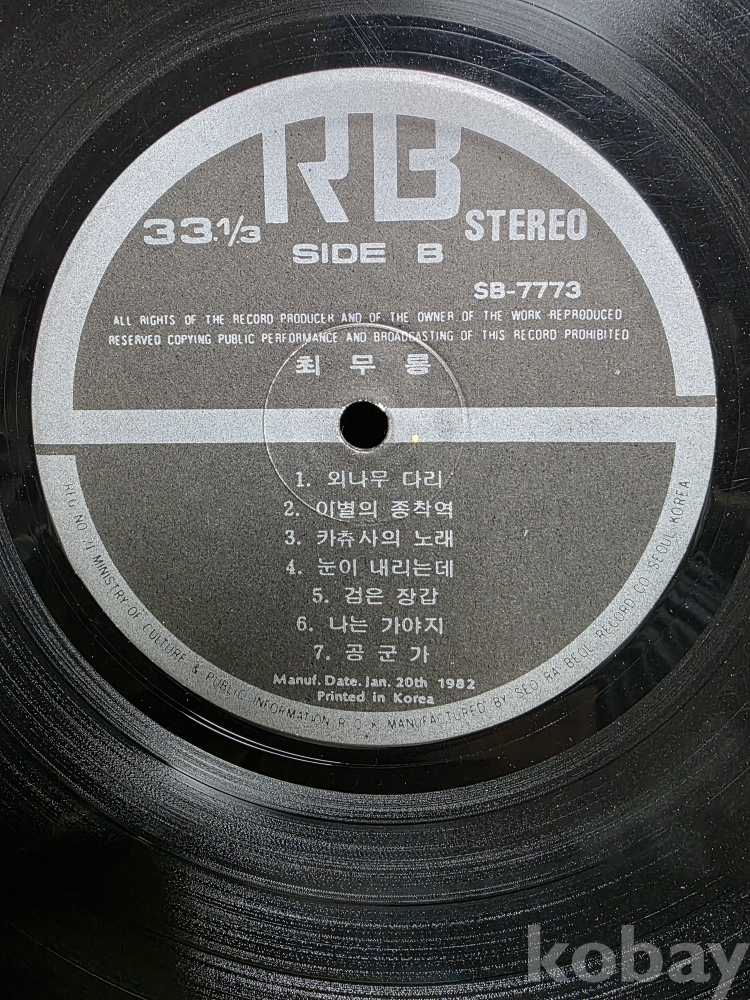 RB
33.1/3
STEREO
SIDE B
SB-7773
ALL RIGHTS OF THE RECORD PRODUCER AND OF THE OWNER OF THE WORK REPRODUCED
RESERVED COPYING PUBLIC PERFORMANCE AND BROADCASTING OF THIS RECORD PROHIBITED
최 무 룡
1. 외나무 다리
2. 이별의 종착역
3. 카츄사의 노래
4. 눈이 내리는데
5. 검은 장갑
6. 나는 가야지
7. 공 군 가
Manuf. Date. Jan. 20th 1982
Printed in Korea
REG NO. 71 MINISTRY OF CULTURE & PUBLIC INFORMATION R.O.K MANUFACTURED BY SEO RA BEOL RECORD CO SEOUL KOREA
kobay